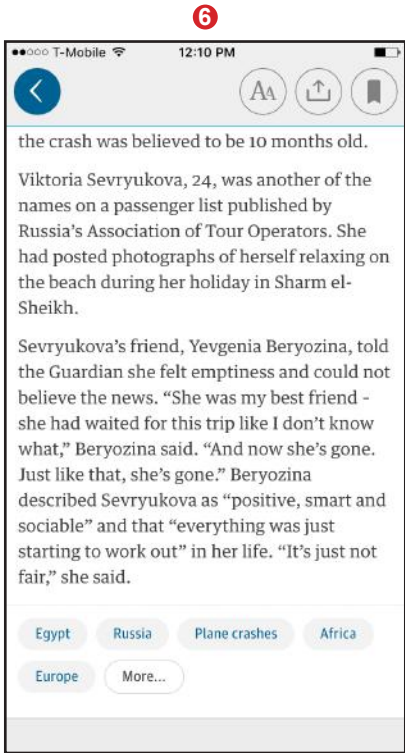 6
T-Mobile 12:10 PM
AA
the crash was believed to be 10 months old.
Viktoria Sevryukova, 24, was another of the
names on a passenger list published by
Russia’s Association of Tour Operators. She
had posted photographs of herself relaxing on
the beach during her holiday in Sharm el-
Sheikh.
Sevryukova’s friend, Yevgenia Beryozina, told
the Guardian she felt emptiness and could not
believe the news. “She was my best friend -
she had waited for this trip like I don’t know
what,” Beryozina said. “And now she’s gone.
Just like that, she’s gone.” Beryozina
described Sevryukova as “positive, smart and
sociable” and that “everything was just
starting to work out” in her life. “It’s just not
fair,” she said.
Egypt Russia Plane crashes Africa
Europe More...